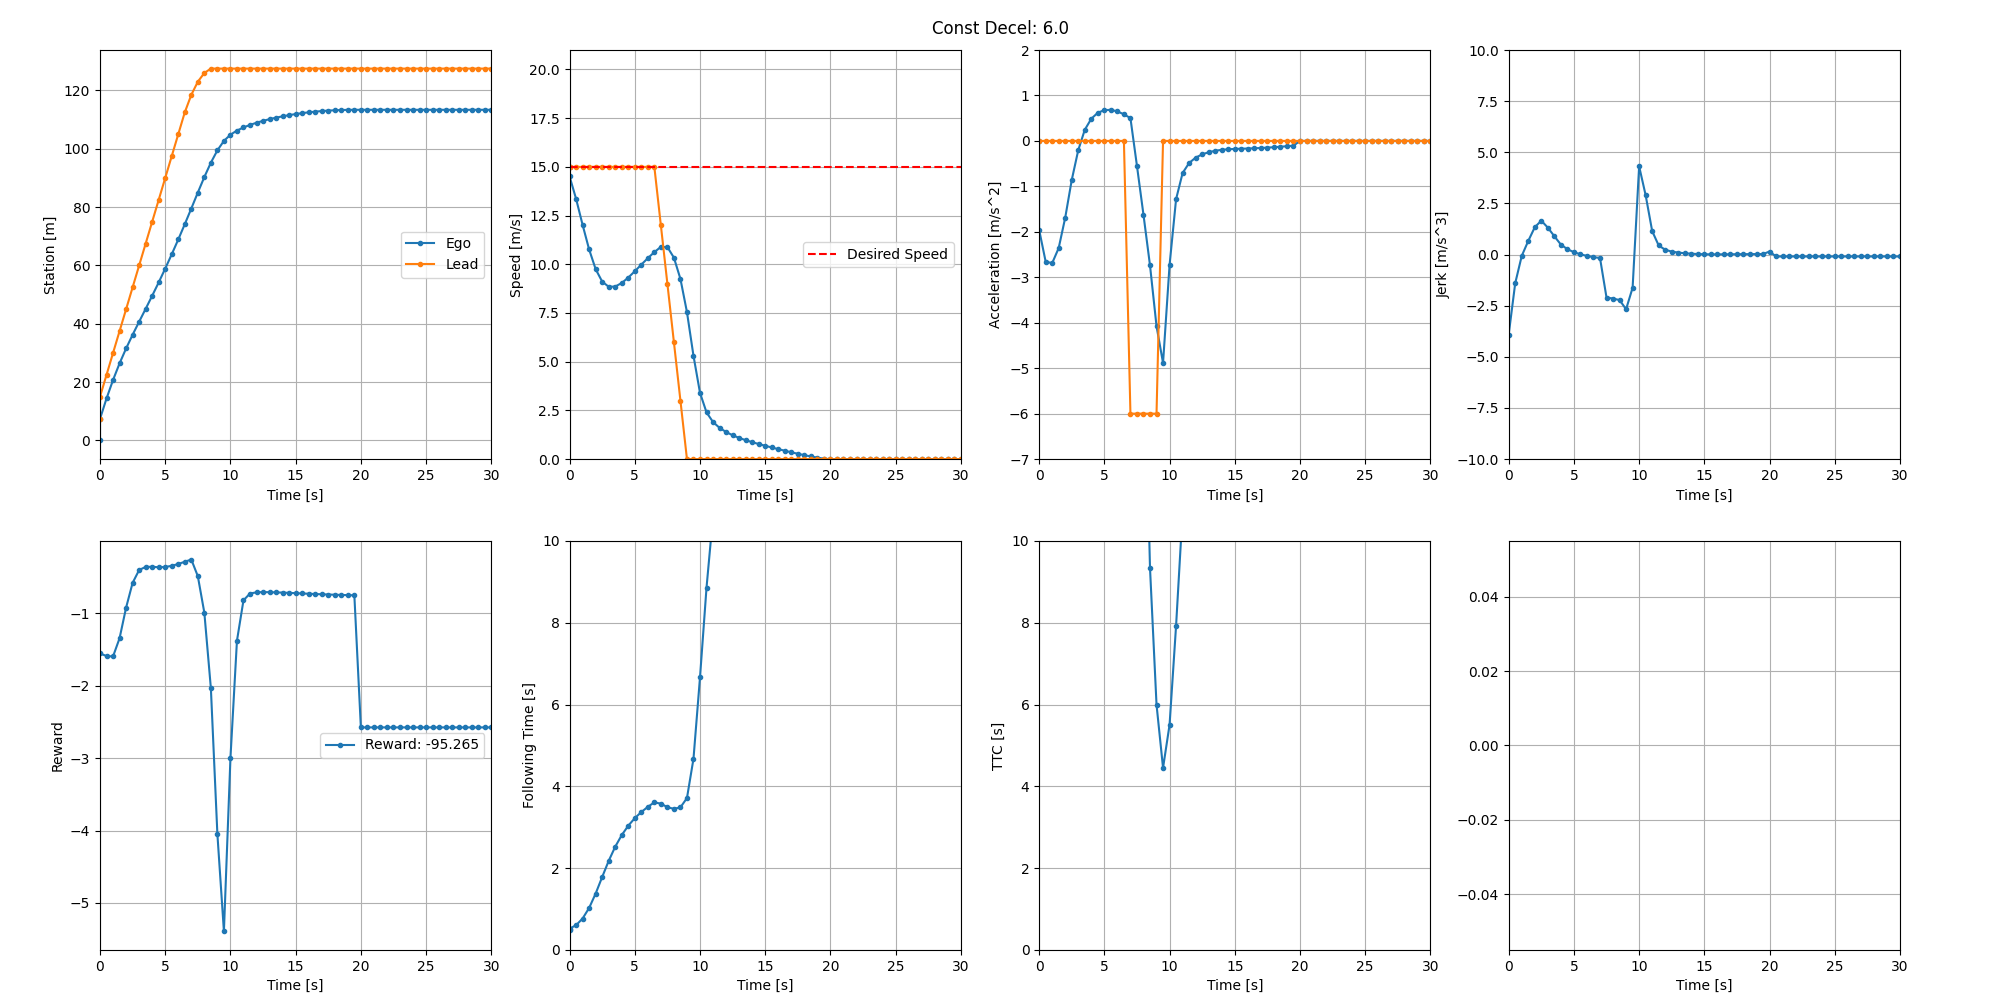 Const Decel: 6.0
Station [m]
120
100
80
60
40
20
0
0 5 10 15 20 25 30
Time [s]
Ego
Lead
Speed [m/s]
20.0
17.5
15.0
12.5
10.0
7.5
5.0
2.5
0.0
0 5 10 15 20 25 30
Time [s]
Desired Speed
Acceleration [m/s^2]
2
1
0
−1
−2
−3
−4
−5
−6
−7
0 5 10 15 20 25 30
Time [s]
Jerk [m/s^3]
10.0
7.5
5.0
2.5
0.0
−2.5
−5.0
−7.5
−10.0
0 5 10 15 20 25 30
Time [s]
Reward
−1
−2
−3
−4
−5
0 5 10 15 20 25 30
Time [s]
Reward: -95.265
Following Time [s]
10
8
6
4
2
0
0 5 10 15 20 25 30
Time [s]
TTC [s]
10
8
6
4
2
0
0 5 10 15 20 25 30
Time [s]
0.04
0.02
0.00
−0.02
−0.04
0 5 10 15 20 25 30
Time [s]